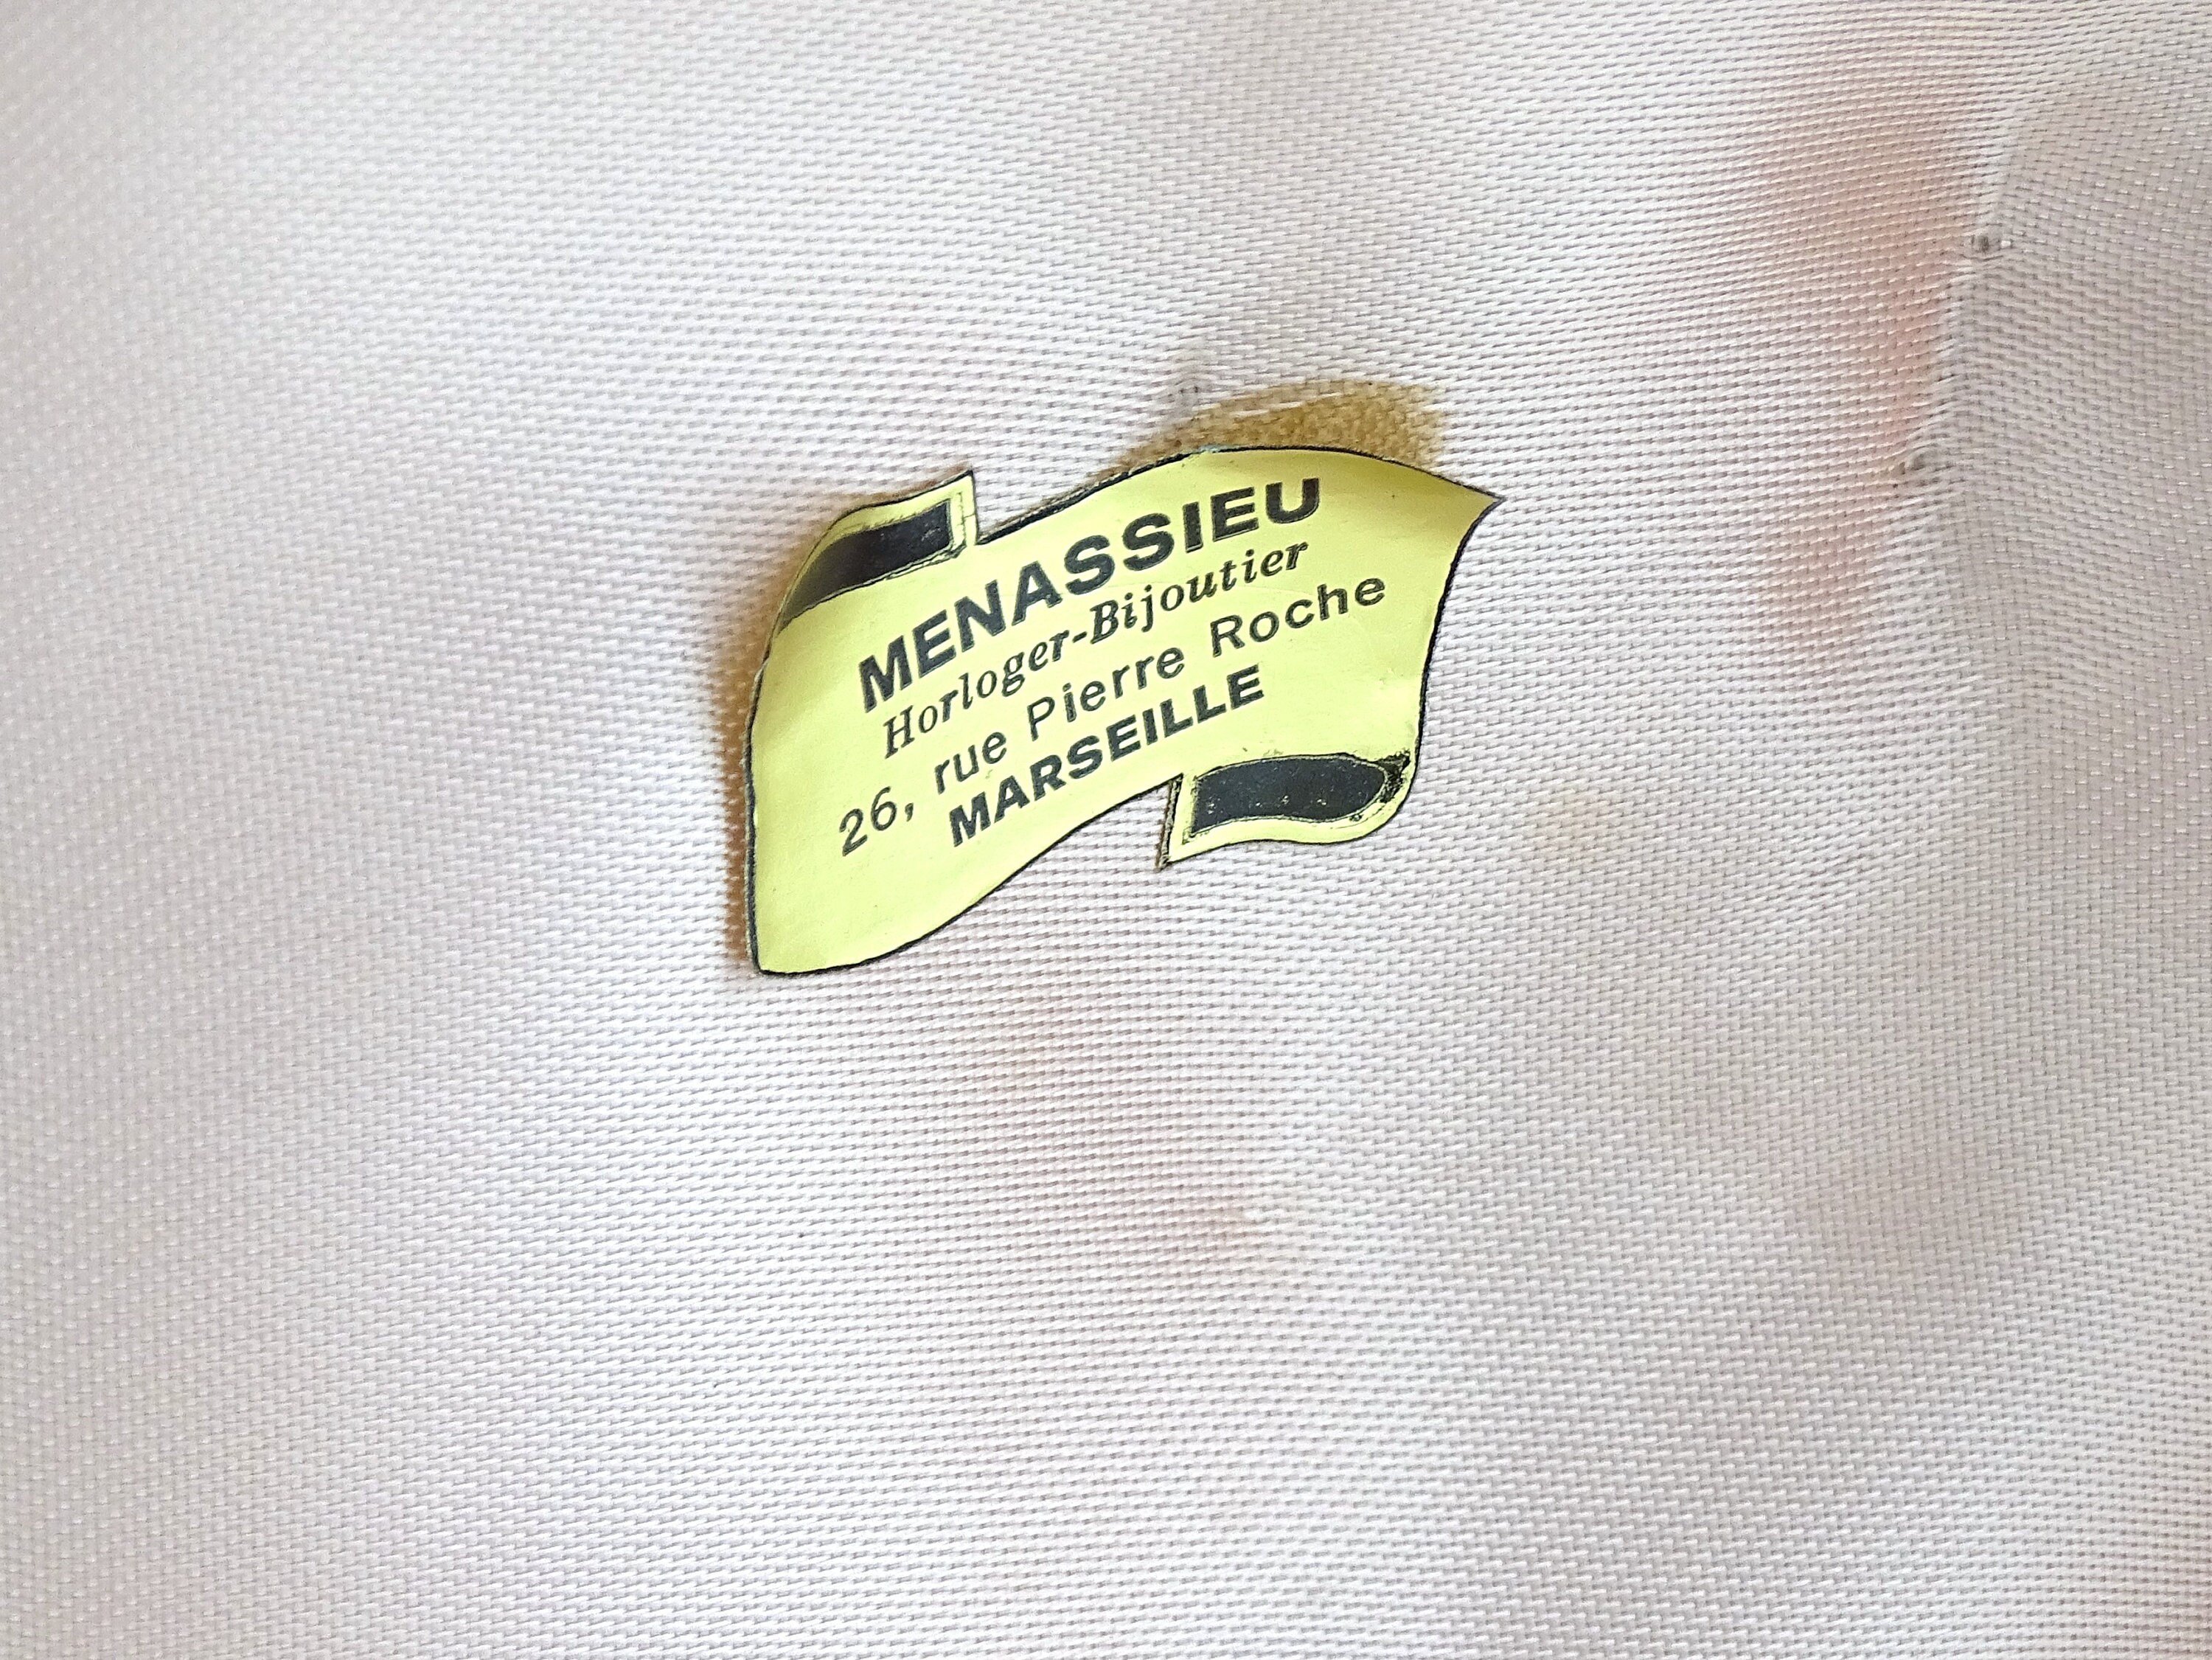 MENASSIEU
Horloger-Bijoutier
26, rue Pierre Roche
MARSEILLE